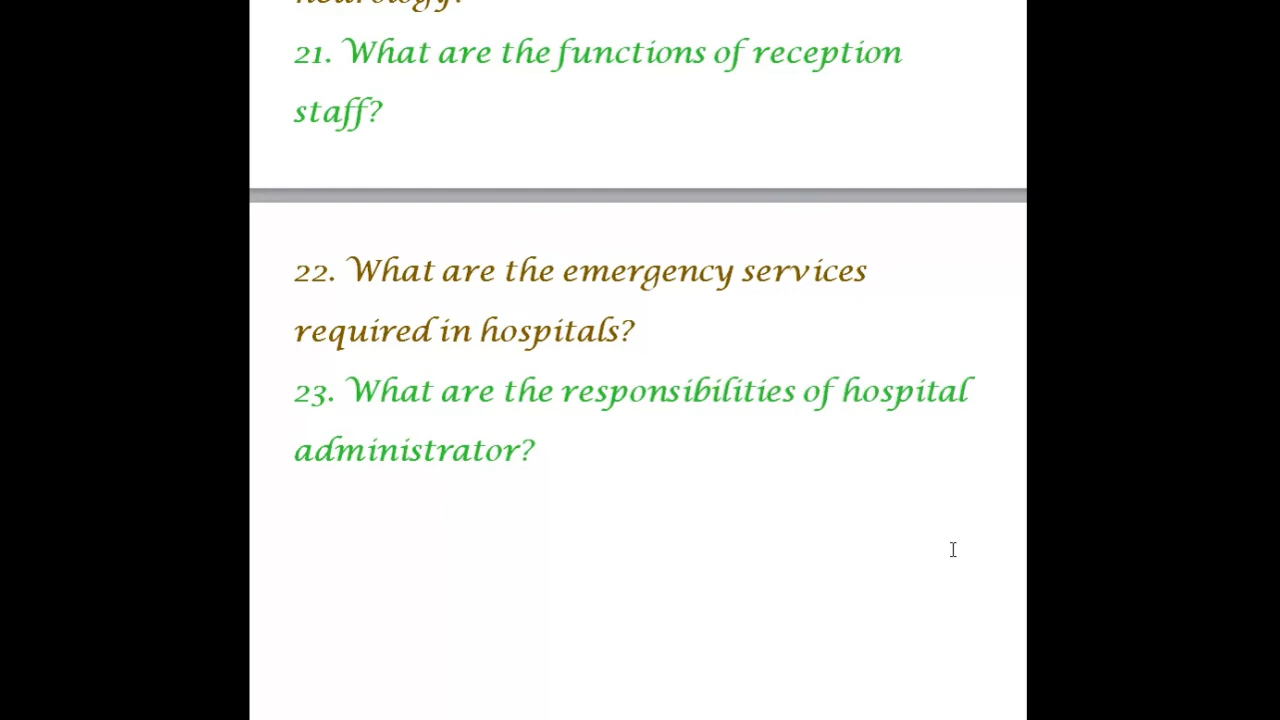 neurology?
21. What are the functions of reception
staff?
22. What are the emergency services
required in hospitals?
23. What are the responsibilities of hospital
administrator?